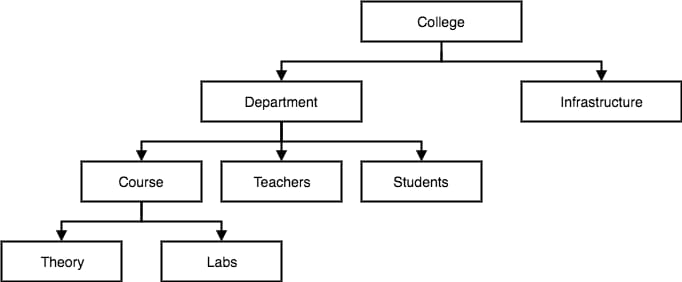 College
Department
Infrastructure
Course
Teachers
Students
Theory
Labs